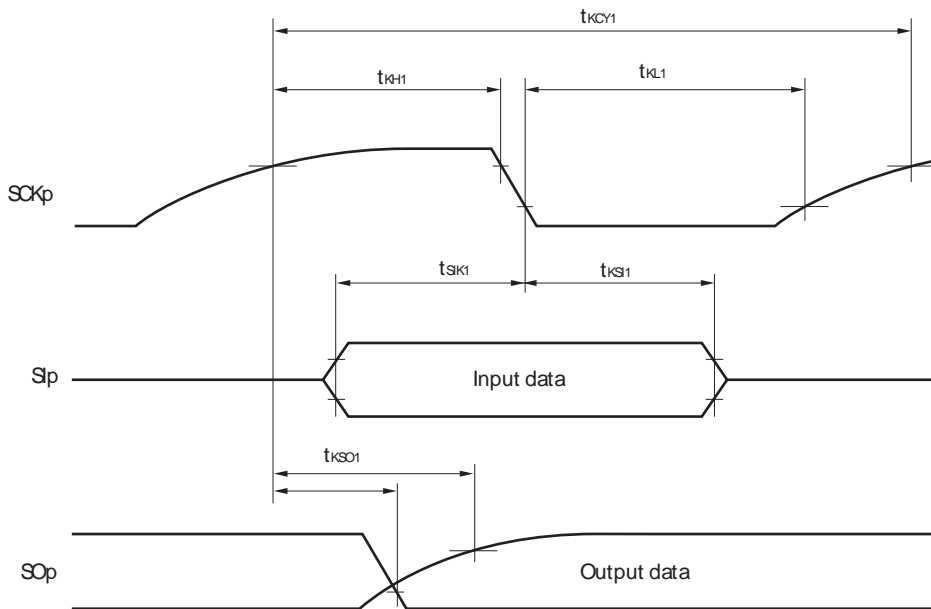 tKCY1
tKH1
tKL1
SCKp
tSIK1
tKSI1
SIp
Input data
tKSO1
SOp
Output data